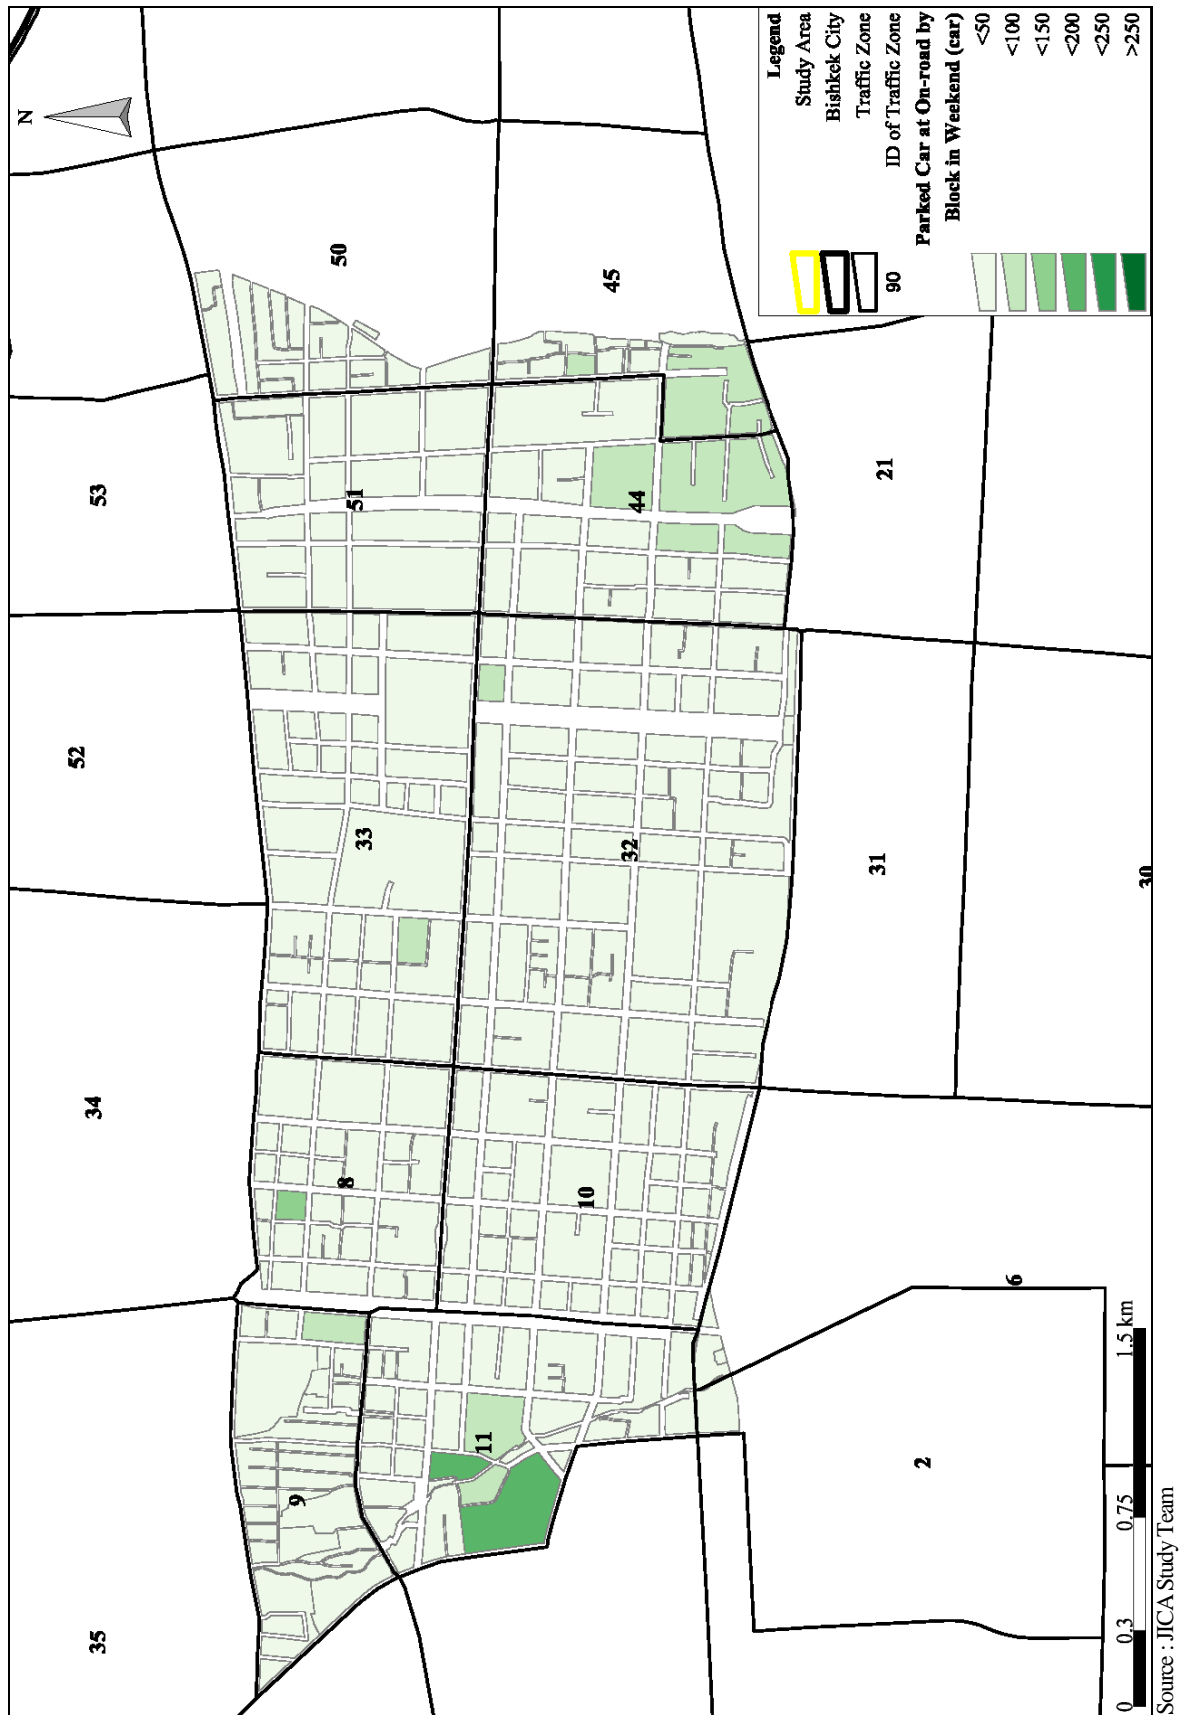 N
Legend
Study Area
Bishkek City
Traffic Zone
90
ID of Traffic Zone
Parked Car at On-road by
Block in Weekend (car)
<50
<100
<150
<200
<250
>250
35
34
52
53
9
8
33
51
50
11
10
32
44
45
2
6
31
30
21
0
0.3
0.75
1.5 km
Source : JICA Study Team